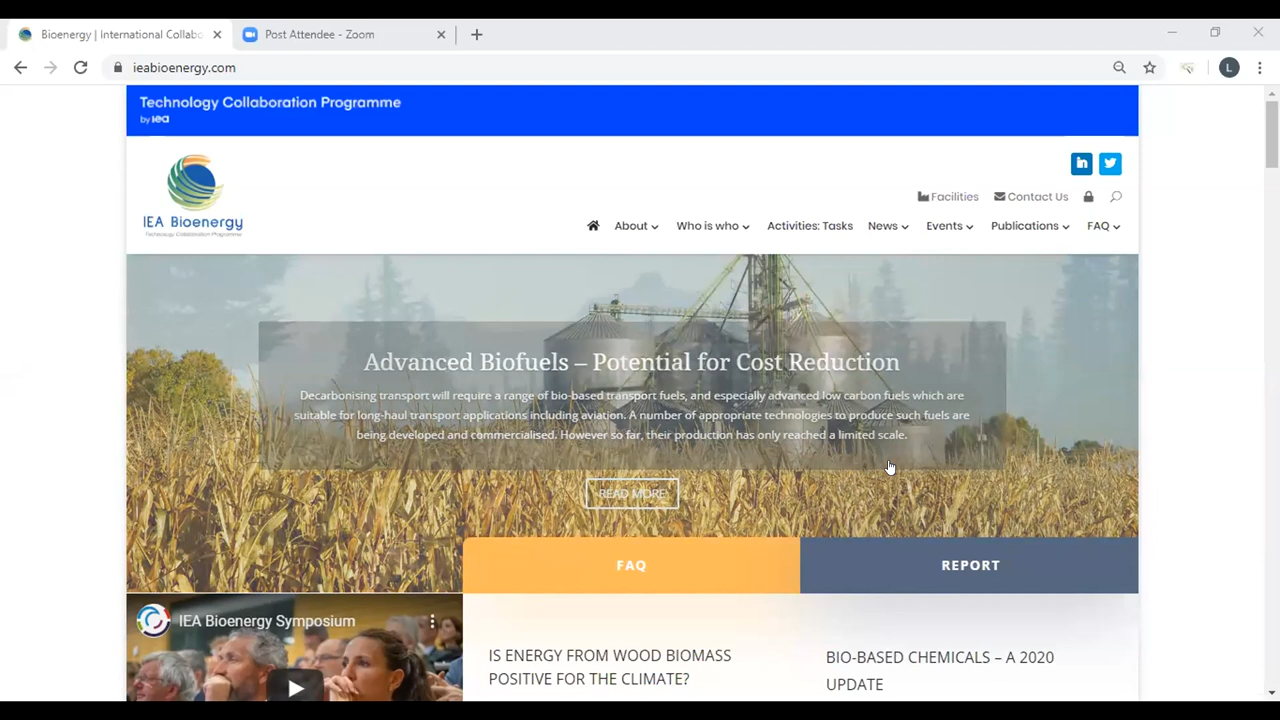 Bioenergy | International Collabo
Post Attendee - Zoom
ieabioenergy.com
L
Technology Collaboration Programme
by iea
IEA Bioenergy
Technology Collaboration Programme
in
Facilities
Contact Us
About
Who is who
Activities: Tasks
News
Events
Publications
FAQ
Advanced Biofuels – Potential for Cost Reduction
Decarbonising transport will require a range of bio-based transport fuels, and especially advanced low carbon fuels which are
suitable for long-haul transport applications including aviation. A number of appropriate technologies to produce such fuels are
being developed and commercialised. However so far, their production has only reached a limited scale.
READ MORE
FAQ
REPORT
IEA Bioenergy Symposium
IS ENERGY FROM WOOD BIOMASS
POSITIVE FOR THE CLIMATE?
BIO-BASED CHEMICALS – A 2020
UPDATE